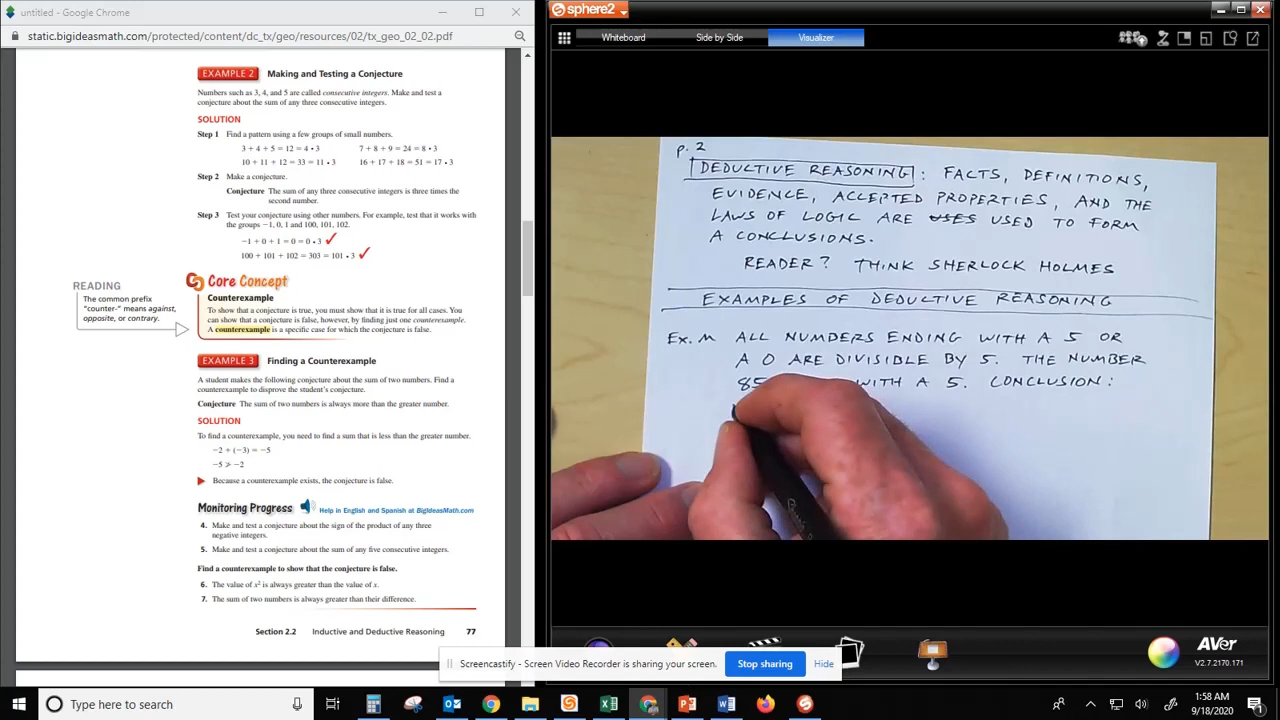 untitled - Google Chrome
static.bigideasmath.com/protected/content/dc_tx/geo/resources/02/tx_geo_02_02.pdf
EXAMPLE 2 Making and Testing a Conjecture
Numbers such as 3, 4, and 5 are called consecutive integers. Make and test a
conjecture about the sum of any three consecutive integers.
SOLUTION
Step 1 Find a pattern using a few groups of small numbers.
3 + 4 + 5 = 12 = 4 • 3 7 + 8 + 9 = 24 = 8 • 3
10 + 11 + 12 = 33 = 11 • 3 16 + 17 + 18 = 51 = 17 • 3
Step 2 Make a conjecture.
Conjecture The sum of any three consecutive integers is three times the
second number.
Step 3 Test your conjecture using other numbers. For example, test that it works with
the groups −1, 0, 1 and 100, 101, 102.
−1 + 0 + 1 = 0 = 0 • 3 ✓
100 + 101 + 102 = 303 = 101 • 3 ✓
Core Concept
READING
The common prefix
"counter-" means against,
opposite, or contrary.
Counterexample
To show that a conjecture is true, you must show that it is true for all cases. You
can show that a conjecture is false, however, by finding just one counterexample.
A counterexample is a specific case for which the conjecture is false.
EXAMPLE 3 Finding a Counterexample
A student makes the following conjecture about the sum of two numbers. Find a
counterexample to disprove the student's conjecture.
Conjecture The sum of two numbers is always more than the greater number.
SOLUTION
To find a counterexample, you need to find a sum that is less than the greater number.
−2 + (−3) = −5
−5 ≯ −2
Because a counterexample exists, the conjecture is false.
Monitoring Progress Help in English and Spanish at BigIdeasMath.com
4. Make and test a conjecture about the sign of the product of any three
negative integers.
5. Make and test a conjecture about the sum of any five consecutive integers.
Find a counterexample to show that the conjecture is false.
6. The value of x² is always greater than the value of x.
7. The sum of two numbers is always greater than their difference.
Section 2.2 Inductive and Deductive Reasoning 77
sphere2
Whiteboard Side by Side Visualizer
p. 2
DEDUCTIVE REASONING : FACTS, DEFINITIONS,
EVIDENCE, ACCEPTED PROPERTIES, AND THE
LAWS OF LOGIC ARE USED TO FORM
A CONCLUSIONS.
READER? THINK SHERLOCK HOLMES
EXAMPLES OF DEDUCTIVE REASONING
Ex. M ALL NUMBERS ENDING WITH A 5 OR
A 0 ARE DIVISIBLE BY 5. THE NUMBER
85 WITH A 5. CONCLUSION:
AVer
V2.7.2170.171
Screencastify - Screen Video Recorder is sharing your screen. Stop sharing Hide
Type here to search
1:58 AM
9/18/2020